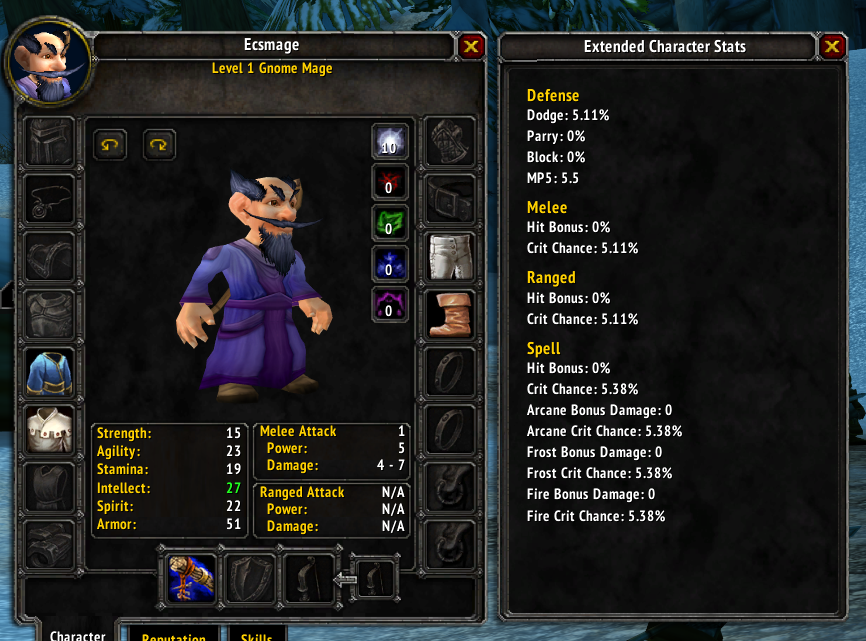 Ecsmage
Level 1 Gnome Mage
10
0
0
0
0
Strength: 15
Agility: 23
Stamina: 19
Intellect: 27
Spirit: 22
Armor: 51
Melee Attack 1
Power: 5
Damage: 4 - 7
Ranged Attack N/A
Power: N/A
Damage: N/A
Character
Reputation
Skills
Extended Character Stats
Defense
Dodge: 5.11%
Parry: 0%
Block: 0%
MP5: 5.5
Melee
Hit Bonus: 0%
Crit Chance: 5.11%
Ranged
Hit Bonus: 0%
Crit Chance: 5.11%
Spell
Hit Bonus: 0%
Crit Chance: 5.38%
Arcane Bonus Damage: 0
Arcane Crit Chance: 5.38%
Frost Bonus Damage: 0
Frost Crit Chance: 5.38%
Fire Bonus Damage: 0
Fire Crit Chance: 5.38%